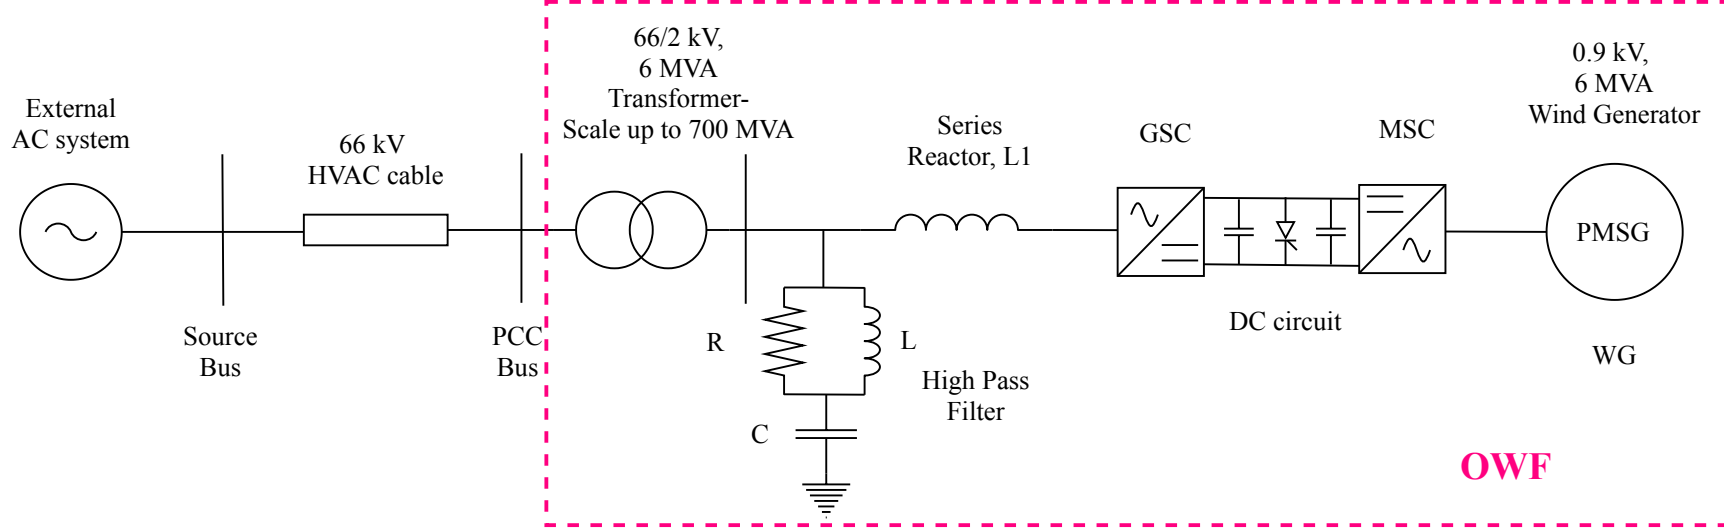 External
AC system
66 kV
HVAC cable
66/2 kV,
6 MVA
Transformer-
Scale up to 700 MVA
Series
Reactor, L1
GSC
MSC
0.9 kV,
6 MVA
Wind Generator
PMSG
Source
Bus
PCC
Bus
R
L
High Pass
Filter
C
DC circuit
WG
OWF